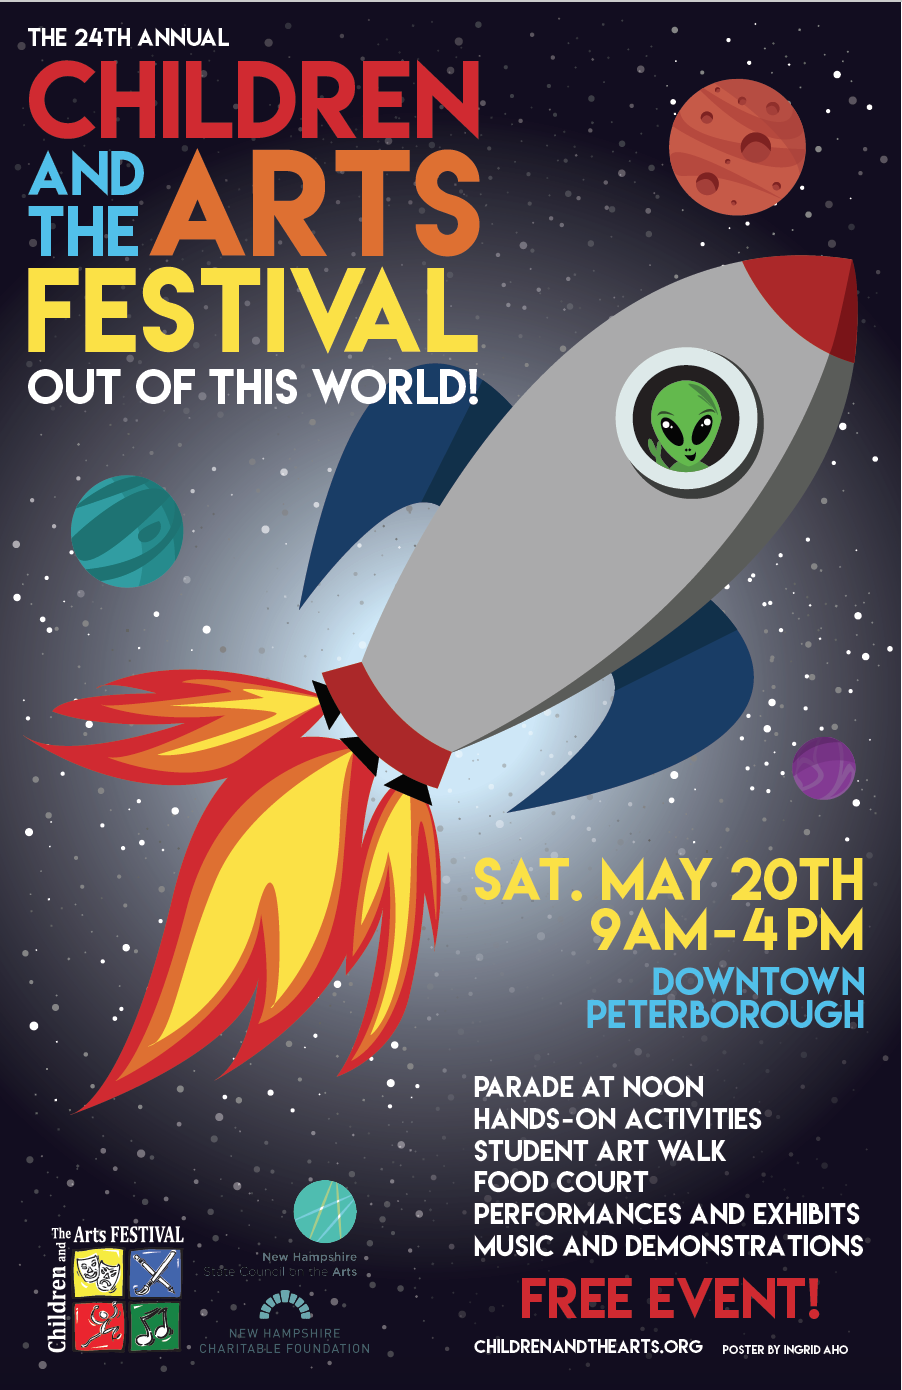 THE 24TH ANNUAL
CHILDREN
AND
THE ARTS
FESTIVAL
OUT OF THIS WORLD!
SAT. MAY 20TH
9AM-4PM
DOWNTOWN
PETERBOROUGH
PARADE AT NOON
HANDS-ON ACTIVITIES
STUDENT ART WALK
FOOD COURT
PERFORMANCES AND EXHIBITS
MUSIC AND DEMONSTRATIONS
FREE EVENT!
CHILDRENANDTHEARTS.ORG
POSTER BY INGRID AHO
Children and
The Arts FESTIVAL
New Hampshire
State Council on the Arts
NEW HAMPSHIRE
CHARITABLE FOUNDATION